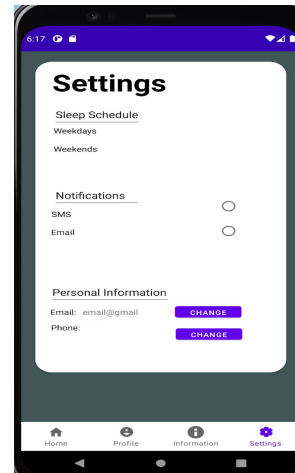 6:17
Settings
Sleep Schedule
Weekdays
Weekends
Notifications
SMS
Email
Personal Information
Email: email@gmail CHANGE
Phone: CHANGE
Home Profile Information Settings